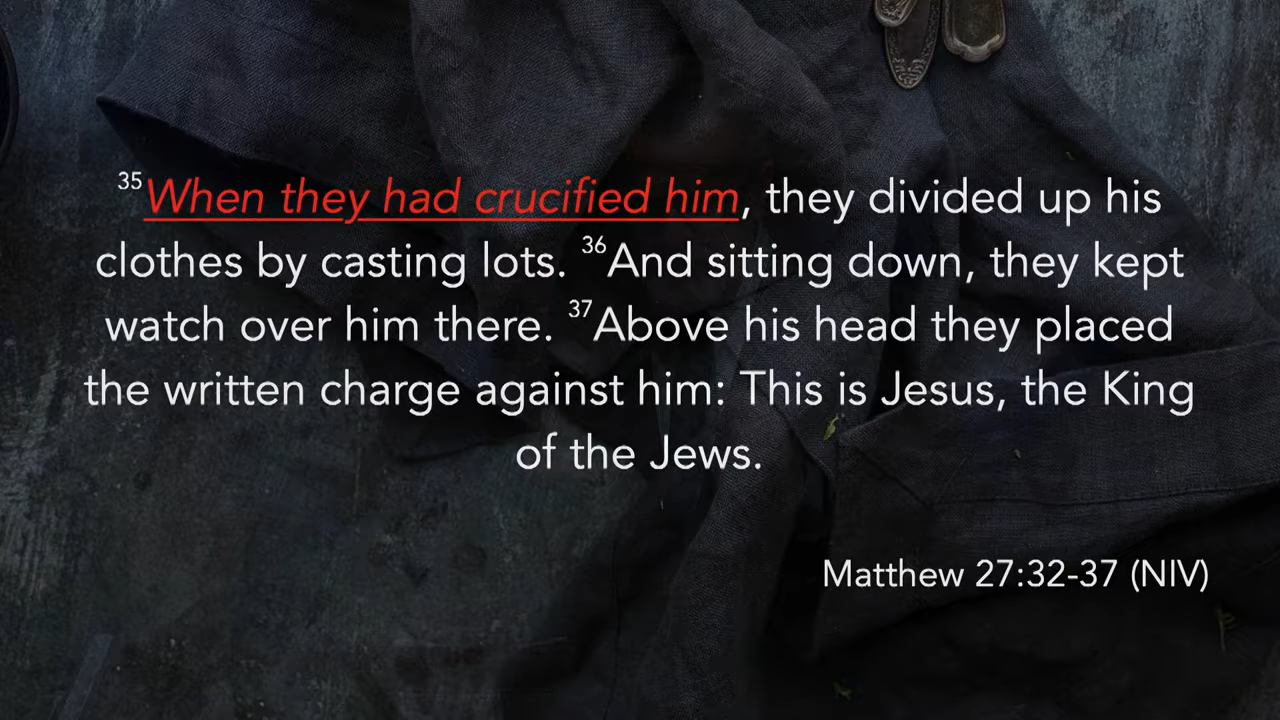 35When they had crucified him, they divided up his
clothes by casting lots. 36And sitting down, they kept
watch over him there. 37Above his head they placed
the written charge against him: This is Jesus, the King
of the Jews.
Matthew 27:32-37 (NIV)